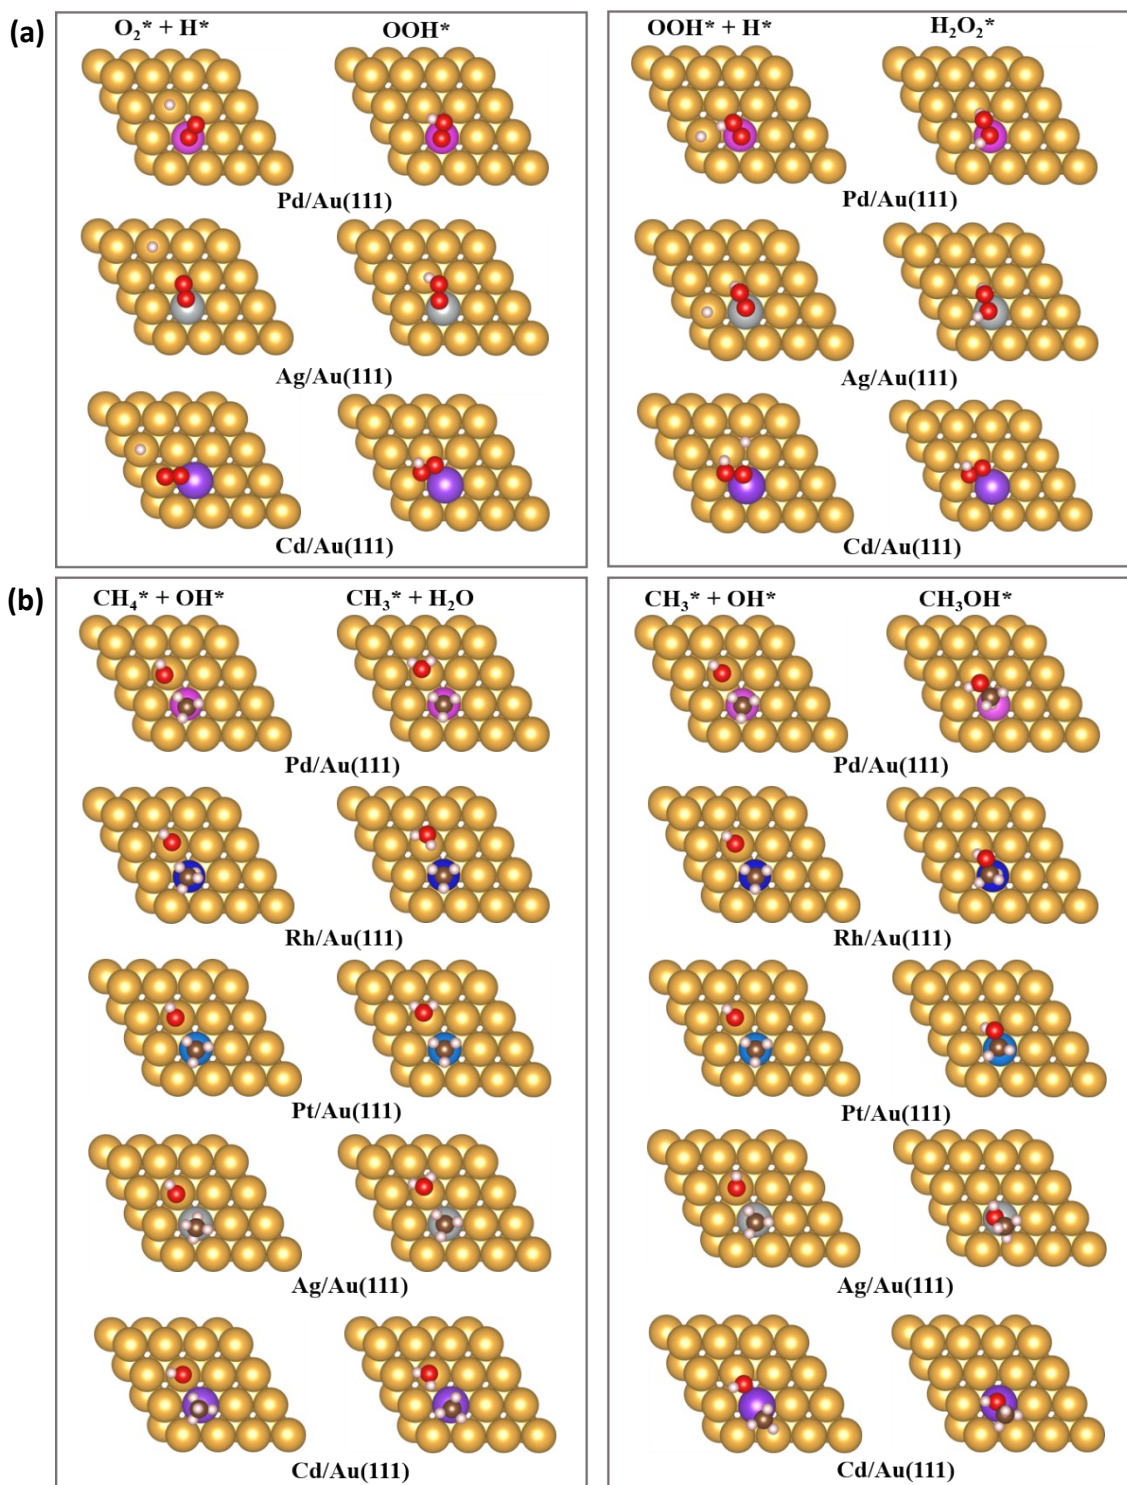 (a)
O₂* + H* OOH* OOH* + H* H₂O₂*
Pd/Au(111) Pd/Au(111)
Ag/Au(111) Ag/Au(111)
Cd/Au(111) Cd/Au(111)
(b)
CH₄* + OH* CH₃* + H₂O CH₃* + OH* CH₃OH*
Pd/Au(111) Pd/Au(111)
Rh/Au(111) Rh/Au(111)
Pt/Au(111) Pt/Au(111)
Ag/Au(111) Ag/Au(111)
Cd/Au(111) Cd/Au(111)